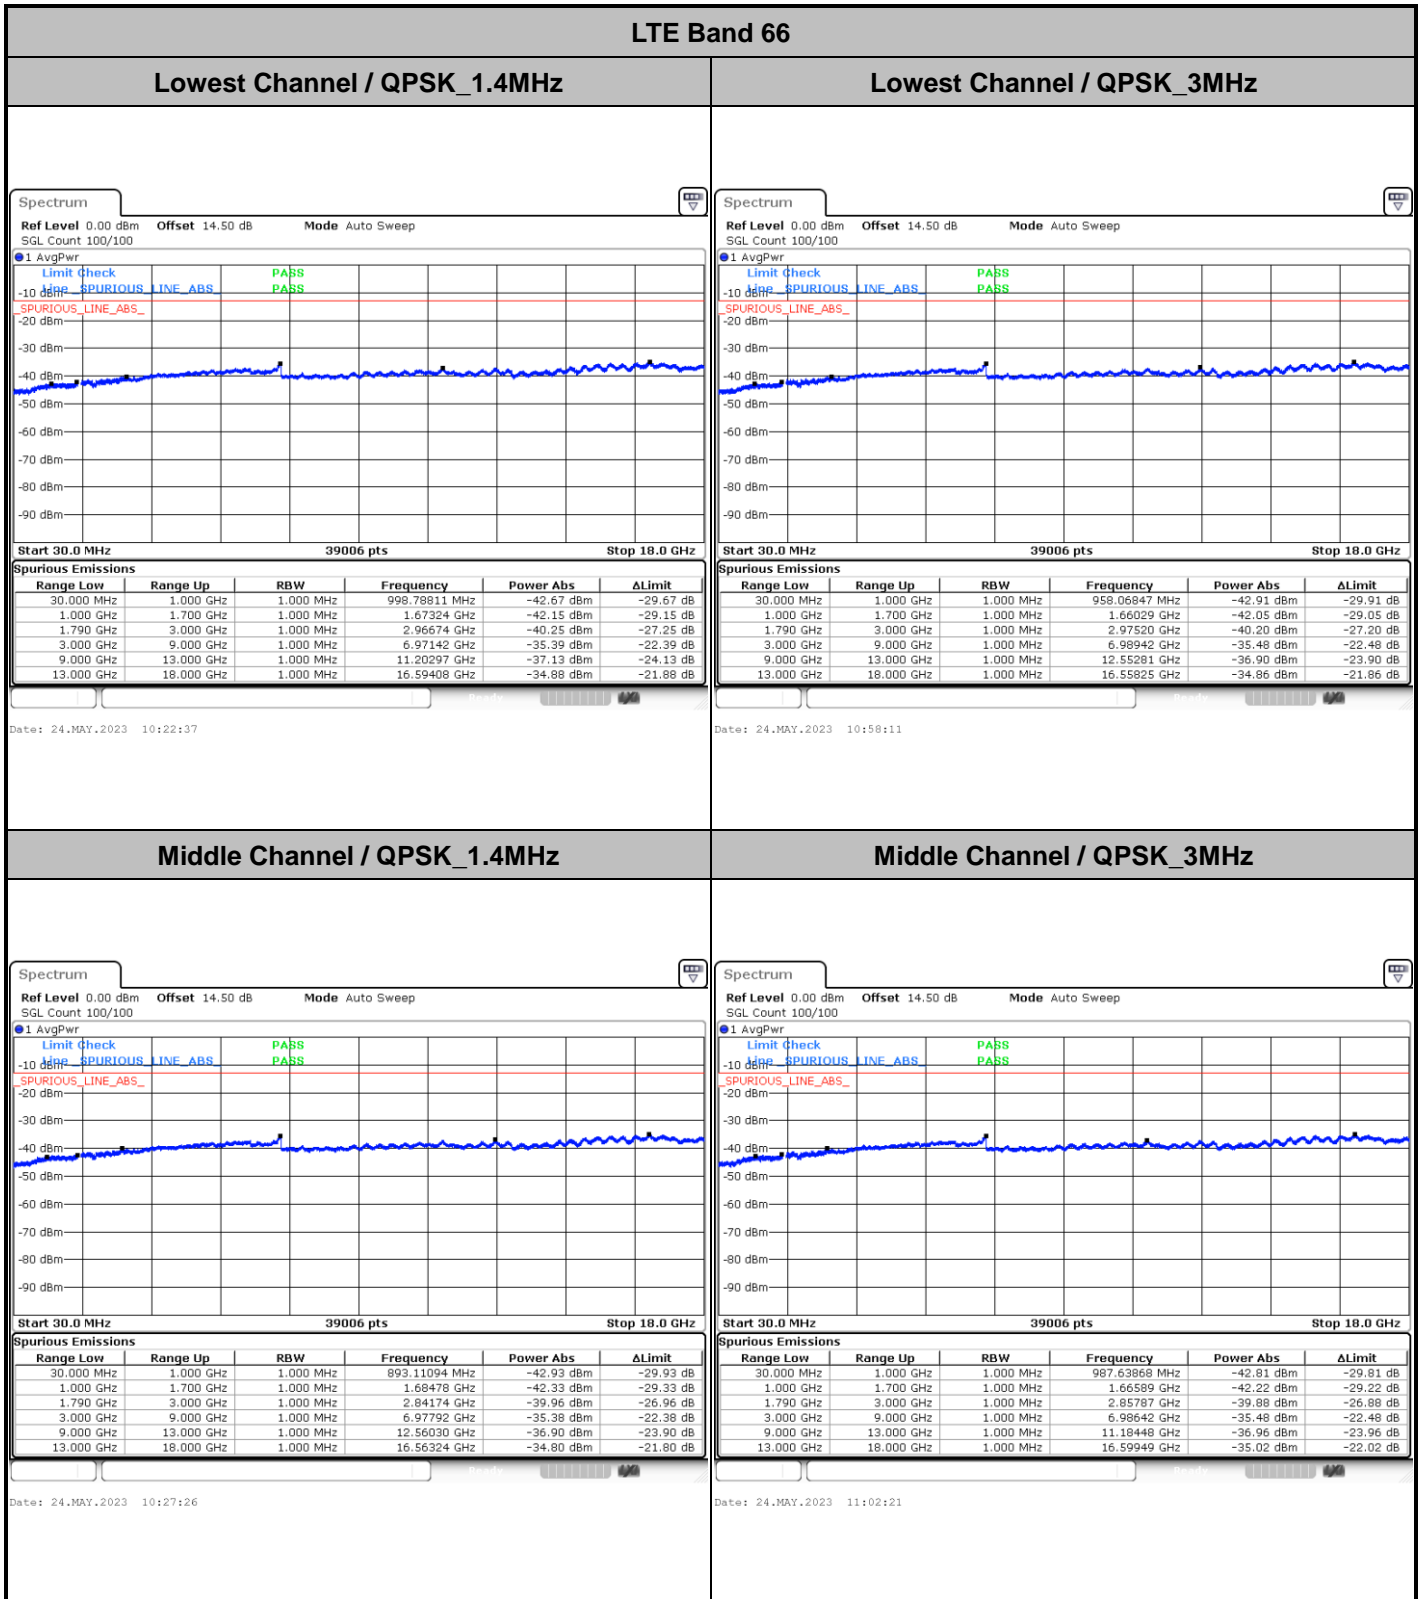 LTE Band 66
Lowest Channel / QPSK_1.4MHz
Lowest Channel / QPSK_3MHz
Spectrum
Ref Level 0.00 dBm Offset 14.50 dB Mode Auto Sweep
SGL Count 100/100
1 AvgPwr
Limit Check PASS
Line _SPURIOUS_LINE_ABS_ PASS
-10 dBm
_SPURIOUS_LINE_ABS_
-20 dBm
-30 dBm
-40 dBm
-50 dBm
-60 dBm
-70 dBm
-80 dBm
-90 dBm
Start 30.0 MHz 39006 pts Stop 18.0 GHz
Spurious Emissions
Range Low Range Up RBW Frequency Power Abs ΔLimit
30.000 MHz 1.000 GHz 1.000 MHz 998.78811 MHz -42.67 dBm -29.67 dB
1.000 GHz 1.700 GHz 1.000 MHz 1.67324 GHz -42.15 dBm -29.15 dB
1.790 GHz 3.000 GHz 1.000 MHz 2.96674 GHz -40.25 dBm -27.25 dB
3.000 GHz 9.000 GHz 1.000 MHz 6.97142 GHz -35.39 dBm -22.39 dB
9.000 GHz 13.000 GHz 1.000 MHz 11.20297 GHz -37.13 dBm -24.13 dB
13.000 GHz 18.000 GHz 1.000 MHz 16.59408 GHz -34.88 dBm -21.88 dB
Ready
Date: 24.MAY.2023 10:22:37
Spectrum
Ref Level 0.00 dBm Offset 14.50 dB Mode Auto Sweep
SGL Count 100/100
1 AvgPwr
Limit Check PASS
Line _SPURIOUS_LINE_ABS_ PASS
-10 dBm
_SPURIOUS_LINE_ABS_
-20 dBm
-30 dBm
-40 dBm
-50 dBm
-60 dBm
-70 dBm
-80 dBm
-90 dBm
Start 30.0 MHz 39006 pts Stop 18.0 GHz
Spurious Emissions
Range Low Range Up RBW Frequency Power Abs ΔLimit
30.000 MHz 1.000 GHz 1.000 MHz 958.06847 MHz -42.91 dBm -29.91 dB
1.000 GHz 1.700 GHz 1.000 MHz 1.66029 GHz -42.05 dBm -29.05 dB
1.790 GHz 3.000 GHz 1.000 MHz 2.97520 GHz -40.20 dBm -27.20 dB
3.000 GHz 9.000 GHz 1.000 MHz 6.98942 GHz -35.48 dBm -22.48 dB
9.000 GHz 13.000 GHz 1.000 MHz 12.55281 GHz -36.90 dBm -23.90 dB
13.000 GHz 18.000 GHz 1.000 MHz 16.55825 GHz -34.86 dBm -21.86 dB
Ready
Date: 24.MAY.2023 10:58:11
Middle Channel / QPSK_1.4MHz
Middle Channel / QPSK_3MHz
Spectrum
Ref Level 0.00 dBm Offset 14.50 dB Mode Auto Sweep
SGL Count 100/100
1 AvgPwr
Limit Check PASS
Line _SPURIOUS_LINE_ABS_ PASS
-10 dBm
_SPURIOUS_LINE_ABS_
-20 dBm
-30 dBm
-40 dBm
-50 dBm
-60 dBm
-70 dBm
-80 dBm
-90 dBm
Start 30.0 MHz 39006 pts Stop 18.0 GHz
Spurious Emissions
Range Low Range Up RBW Frequency Power Abs ΔLimit
30.000 MHz 1.000 GHz 1.000 MHz 893.11094 MHz -42.93 dBm -29.93 dB
1.000 GHz 1.700 GHz 1.000 MHz 1.68478 GHz -42.33 dBm -29.33 dB
1.790 GHz 3.000 GHz 1.000 MHz 2.84174 GHz -39.96 dBm -26.96 dB
3.000 GHz 9.000 GHz 1.000 MHz 6.97792 GHz -35.38 dBm -22.38 dB
9.000 GHz 13.000 GHz 1.000 MHz 12.56030 GHz -36.90 dBm -23.90 dB
13.000 GHz 18.000 GHz 1.000 MHz 16.56324 GHz -34.80 dBm -21.80 dB
Ready
Date: 24.MAY.2023 10:27:26
Spectrum
Ref Level 0.00 dBm Offset 14.50 dB Mode Auto Sweep
SGL Count 100/100
1 AvgPwr
Limit Check PASS
Line _SPURIOUS_LINE_ABS_ PASS
-10 dBm
_SPURIOUS_LINE_ABS_
-20 dBm
-30 dBm
-40 dBm
-50 dBm
-60 dBm
-70 dBm
-80 dBm
-90 dBm
Start 30.0 MHz 39006 pts Stop 18.0 GHz
Spurious Emissions
Range Low Range Up RBW Frequency Power Abs ΔLimit
30.000 MHz 1.000 GHz 1.000 MHz 987.63868 MHz -42.81 dBm -29.81 dB
1.000 GHz 1.700 GHz 1.000 MHz 1.66589 GHz -42.22 dBm -29.22 dB
1.790 GHz 3.000 GHz 1.000 MHz 2.85787 GHz -39.88 dBm -26.88 dB
3.000 GHz 9.000 GHz 1.000 MHz 6.98642 GHz -35.48 dBm -22.48 dB
9.000 GHz 13.000 GHz 1.000 MHz 11.18448 GHz -36.96 dBm -23.96 dB
13.000 GHz 18.000 GHz 1.000 MHz 16.59949 GHz -35.02 dBm -22.02 dB
Ready
Date: 24.MAY.2023 11:02:21